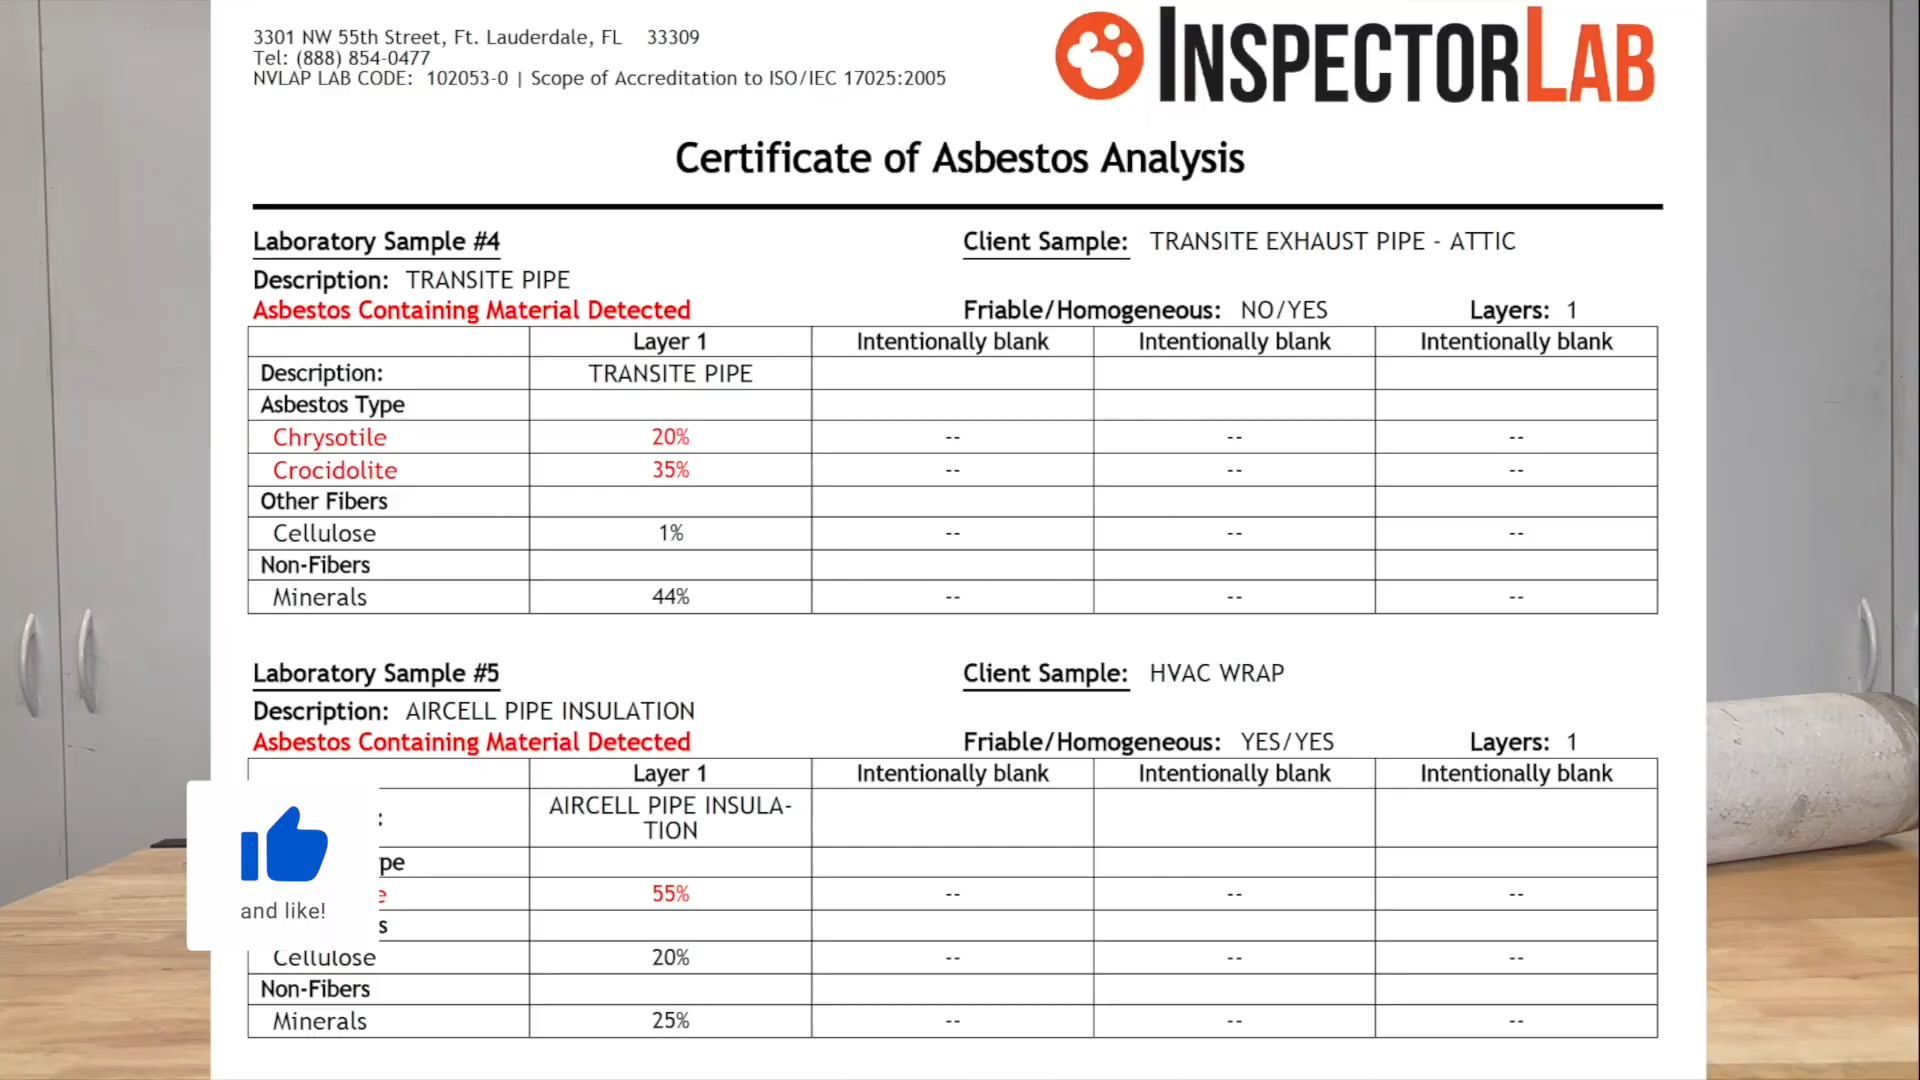 3301 NW 55th Street, Ft. Lauderdale, FL 33309
Tel: (888) 854-0477
NVLAP LAB CODE: 102053-0 | Scope of Accreditation to ISO/IEC 17025:2005
INSPECTORLAB
Certificate of Asbestos Analysis
Laboratory Sample #4 Client Sample: TRANSITE EXHAUST PIPE - ATTIC
Description: TRANSITE PIPE
Asbestos Containing Material Detected Friable/Homogeneous: NO/YES Layers: 1
Layer 1 Intentionally blank Intentionally blank Intentionally blank
Description: TRANSITE PIPE
Asbestos Type
Chrysotile 20% -- -- --
Crocidolite 35% -- -- --
Other Fibers
Cellulose 1% -- -- --
Non-Fibers
Minerals 44% -- -- --
Laboratory Sample #5 Client Sample: HVAC WRAP
Description: AIRCELL PIPE INSULATION
Asbestos Containing Material Detected Friable/Homogeneous: YES/YES Layers: 1
Layer 1 Intentionally blank Intentionally blank Intentionally blank
: AIRCELL PIPE INSULA-
TION
pe
e 55% -- -- --
s
Cellulose 20% -- -- --
Non-Fibers
Minerals 25% -- -- --
and like!